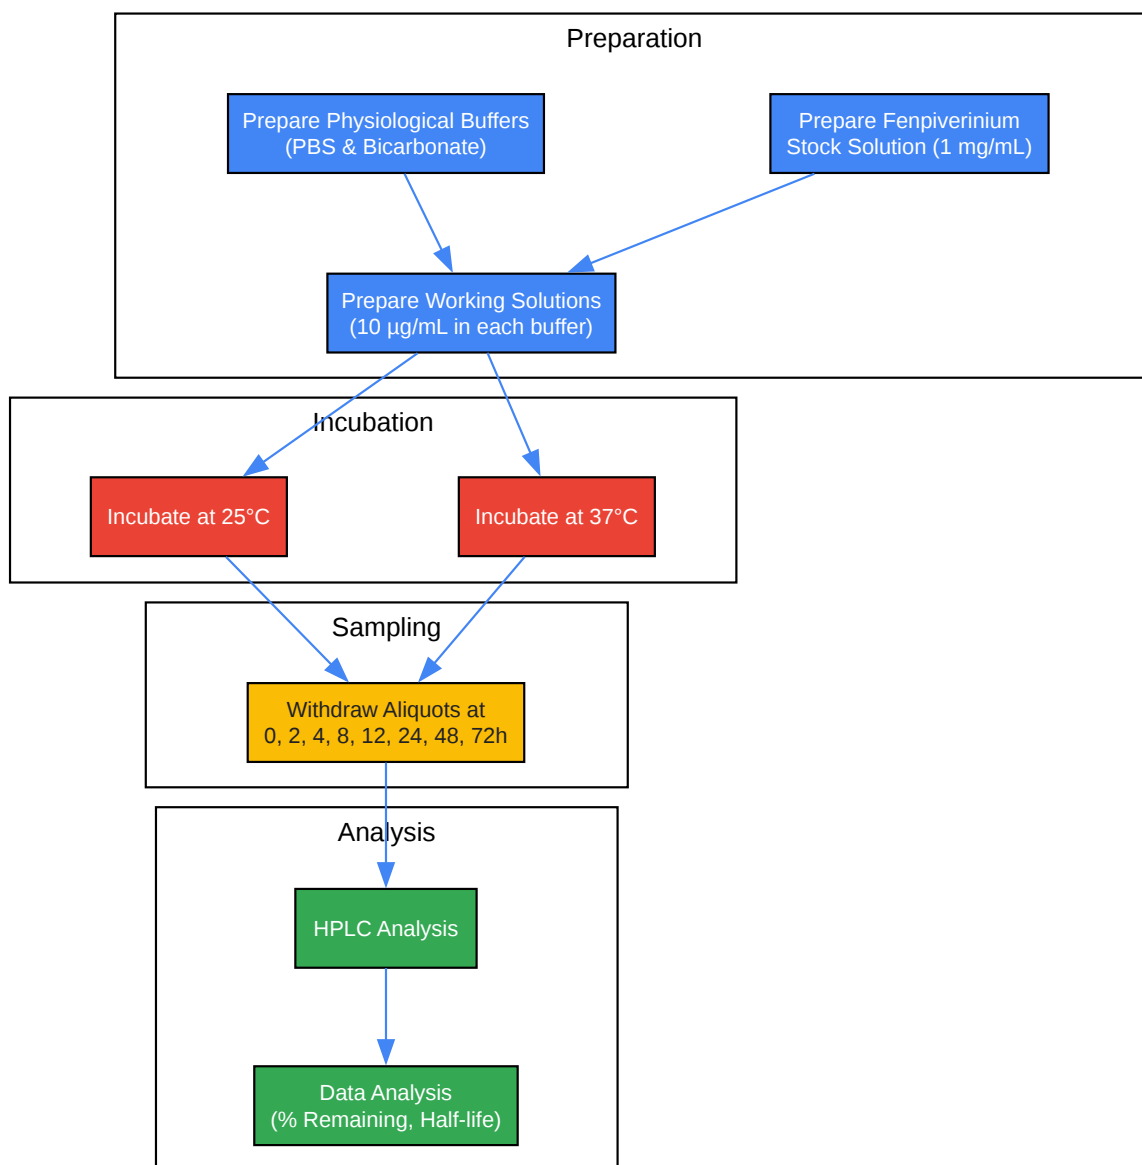 Preparation
Prepare Physiological Buffers
(PBS & Bicarbonate)
Prepare Fenpiverinium
Stock Solution (1 mg/mL)
Prepare Working Solutions
(10 µg/mL in each buffer)
Incubation
Incubate at 25°C
Incubate at 37°C
Sampling
Withdraw Aliquots at
0, 2, 4, 8, 12, 24, 48, 72h
Analysis
HPLC Analysis
Data Analysis
(% Remaining, Half-life)